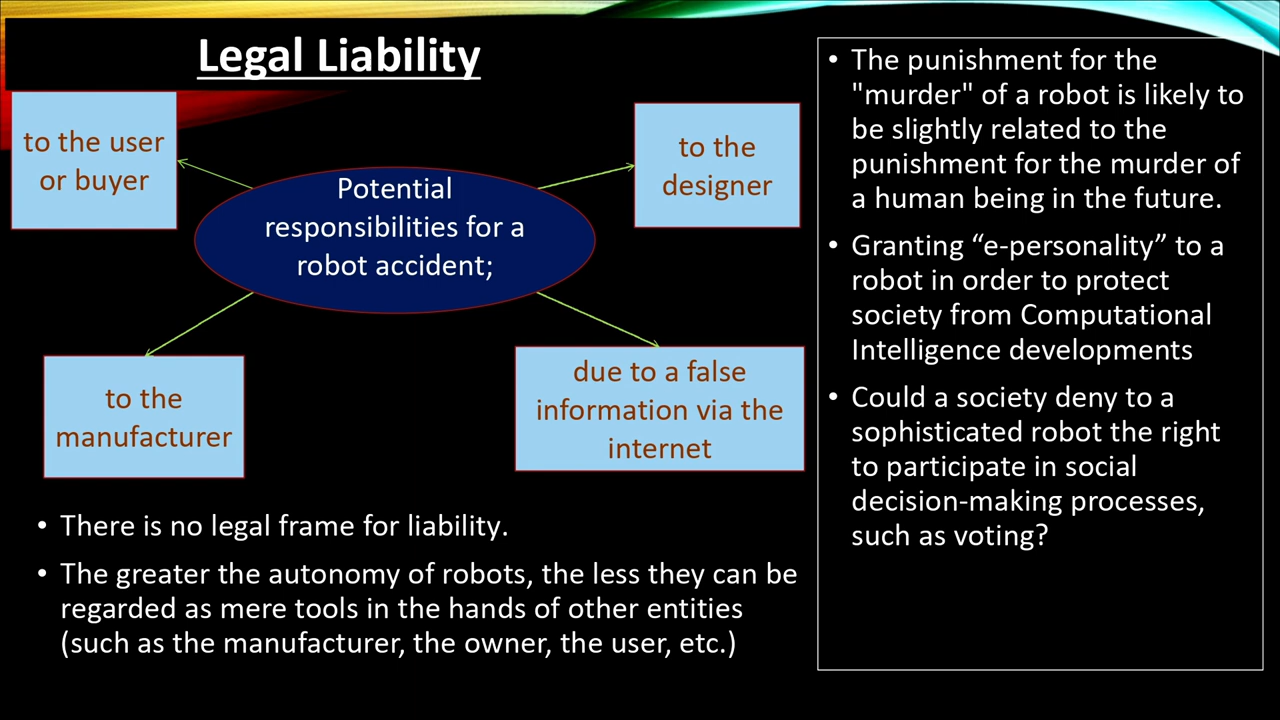 Legal Liability
to the user
or buyer
to the
designer
Potential
responsibilities for a
robot accident;
to the
manufacturer
due to a false
information via the
internet
• There is no legal frame for liability.
• The greater the autonomy of robots, the less they can be
regarded as mere tools in the hands of other entities
(such as the manufacturer, the owner, the user, etc.)
• The punishment for the
"murder" of a robot is likely to
be slightly related to the
punishment for the murder of
a human being in the future.
• Granting “e-personality” to a
robot in order to protect
society from Computational
Intelligence developments
• Could a society deny to a
sophisticated robot the right
to participate in social
decision-making processes,
such as voting?